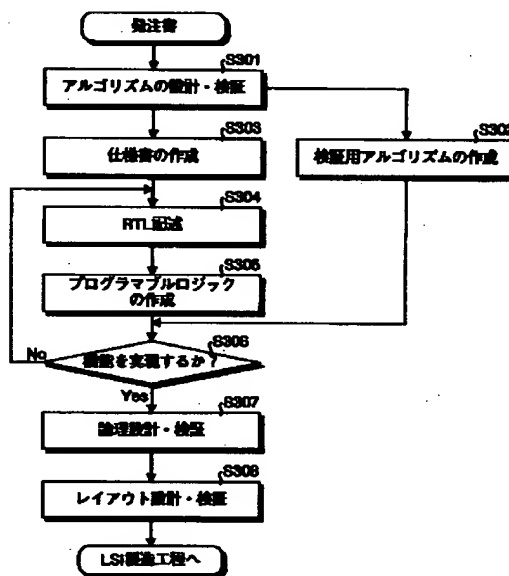 発注書
S301
アルゴリズムの設計・検証
S303
仕様書の作成
S302
検証用アルゴリズムの作成
S304
RTL記述
S305
プログラマブルロジック
の作成
S306
機能を実現するか?
No
Yes
S307
論理設計・検証
S308
レイアウト設計・検証
LSI製造工程へ